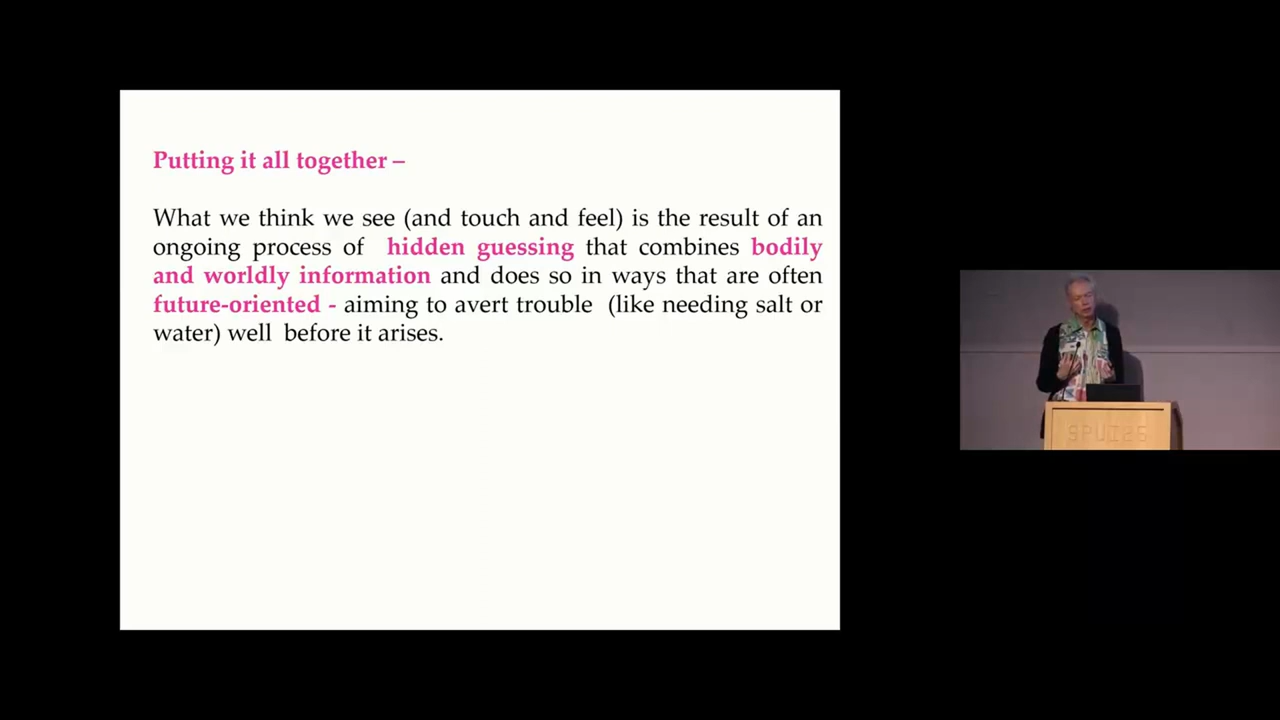 Putting it all together –
What we think we see (and touch and feel) is the result of an
ongoing process of hidden guessing that combines bodily
and worldly information and does so in ways that are often
future-oriented - aiming to avert trouble (like needing salt or
water) well before it arises.
SPUI25